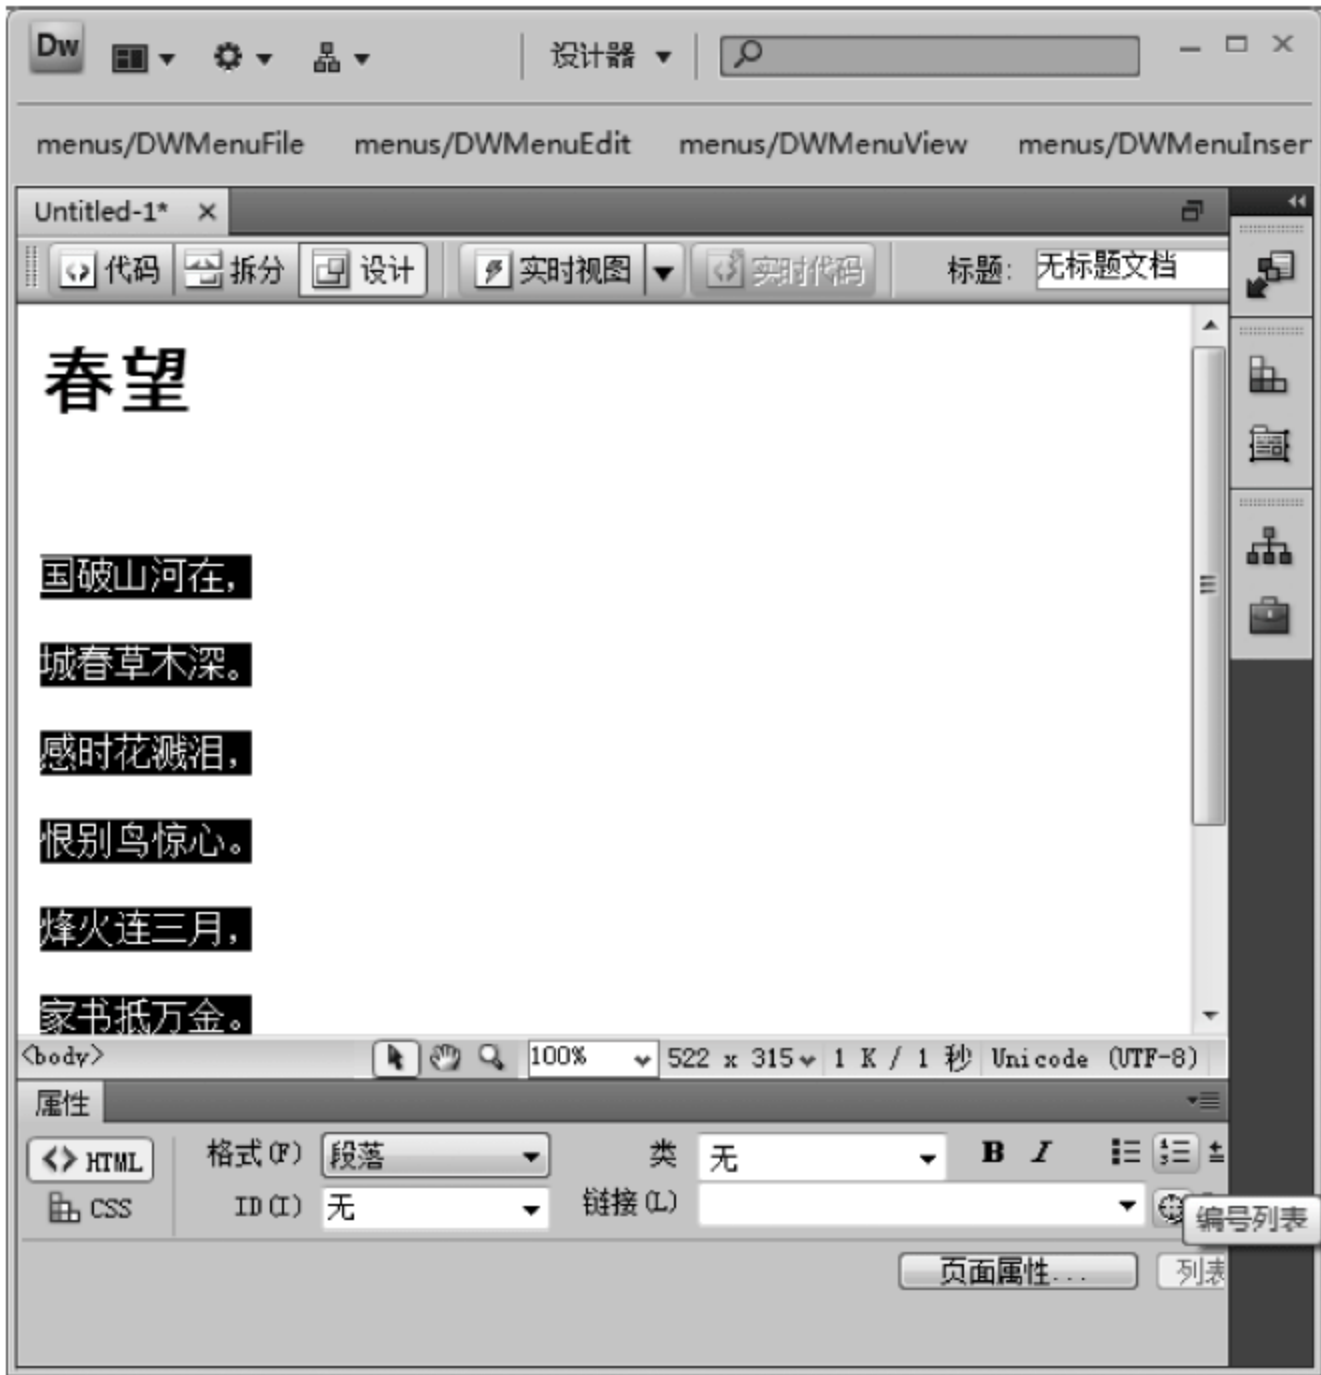 Dw 设计器
menus/DWMenuFile menus/DWMenuEdit menus/DWMenuView menus/DWMenuInser
Untitled-1* ×
代码 拆分 设计 实时视图 实时代码 标题: 无标题文档
春望
国破山河在，
城春草木深。
感时花溅泪，
恨别鸟惊心。
烽火连三月，
家书抵万金。
<body> 100% 522 x 315 1 K / 1 秒 Unicode (UTF-8)
属性
<> HTML 格式(F) 段落 类 无 B I
CSS ID(I) 无 链接(L)
编号列表
页面属性... 列表